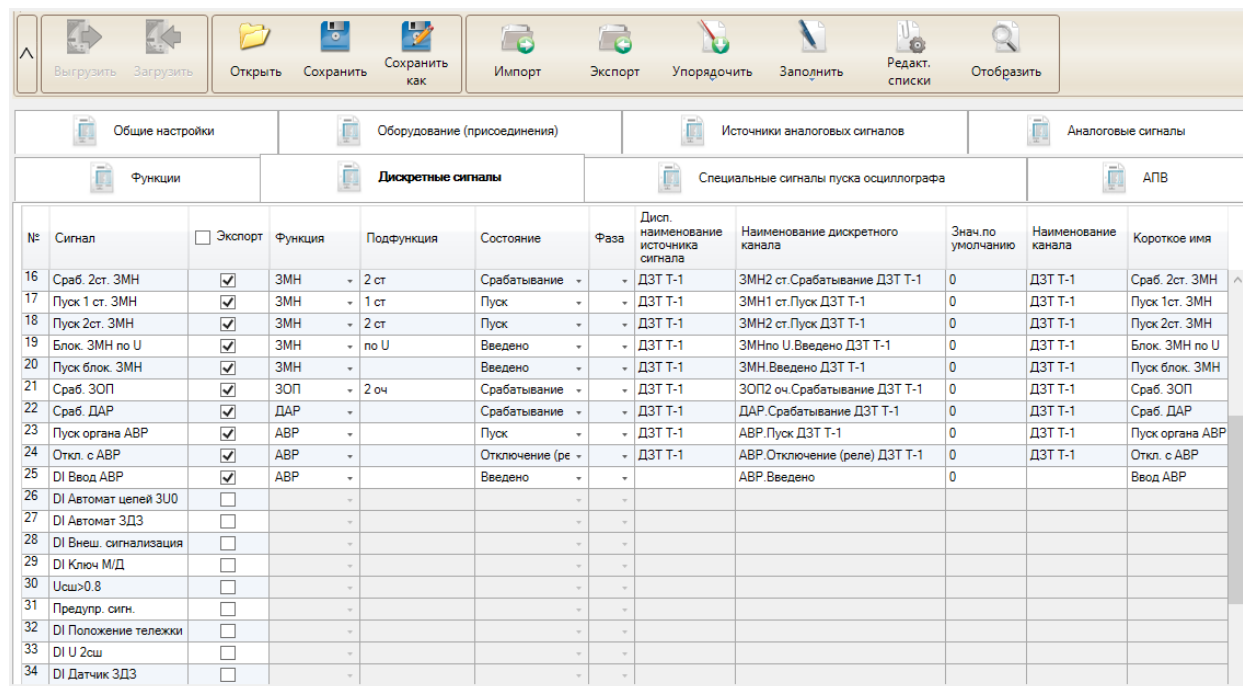 Выгрузить Загрузить Открыть Сохранить Сохранить как Импорт Экспорт Упорядочить Заполнить Редакт. списки Отобразить
Общие настройки Оборудование (присоединения) Источники аналоговых сигналов Аналоговые сигналы
Функции Дискретные сигналы Специальные сигналы пуска осциллографа АПВ
№ Сигнал Экспорт Функция Подфункция Состояние Фаза Дисп. наименование источника сигнала Наименование дискретного канала Знач.по умолчанию Наименование канала Короткое имя
16 Сраб. 2ст. ЗМН ЗМН 2 ст Срабатывание ДЗТ Т-1 ЗМН2 ст.Срабатывание ДЗТ Т-1 0 ДЗТ Т-1 Сраб. 2ст. ЗМН
17 Пуск 1 ст. ЗМН ЗМН 1 ст Пуск ДЗТ Т-1 ЗМН1 ст.Пуск ДЗТ Т-1 0 ДЗТ Т-1 Пуск 1ст. ЗМН
18 Пуск 2ст. ЗМН ЗМН 2 ст Пуск ДЗТ Т-1 ЗМН2 ст.Пуск ДЗТ Т-1 0 ДЗТ Т-1 Пуск 2ст. ЗМН
19 Блок. ЗМН по U ЗМН по U Введено ДЗТ Т-1 ЗМНпо U.Введено ДЗТ Т-1 0 ДЗТ Т-1 Блок. ЗМН по U
20 Пуск блок. ЗМН ЗМН Введено ДЗТ Т-1 ЗМН.Введено ДЗТ Т-1 0 ДЗТ Т-1 Пуск блок. ЗМН
21 Сраб. ЗОП ЗОП 2 оч Срабатывание ДЗТ Т-1 ЗОП2 оч.Срабатывание ДЗТ Т-1 0 ДЗТ Т-1 Сраб. ЗОП
22 Сраб. ДАР ДАР Срабатывание ДЗТ Т-1 ДАР.Срабатывание ДЗТ Т-1 0 ДЗТ Т-1 Сраб. ДАР
23 Пуск органа АВР АВР Пуск ДЗТ Т-1 АВР.Пуск ДЗТ Т-1 0 ДЗТ Т-1 Пуск органа АВР
24 Откл. с АВР АВР Отключение (ре ДЗТ Т-1 АВР.Отключение (реле) ДЗТ Т-1 0 ДЗТ Т-1 Откл. с АВР
25 DI Ввод АВР АВР Введено АВР.Введено 0 Ввод АВР
26 DI Автомат цепей 3U0
27 DI Автомат ЗДЗ
28 DI Внеш. сигнализация
29 DI Ключ М/Д
30 Uсш>0.8
31 Предупр. сигн.
32 DI Положение тележки
33 DI U 2сш
34 DI Датчик ЗДЗ